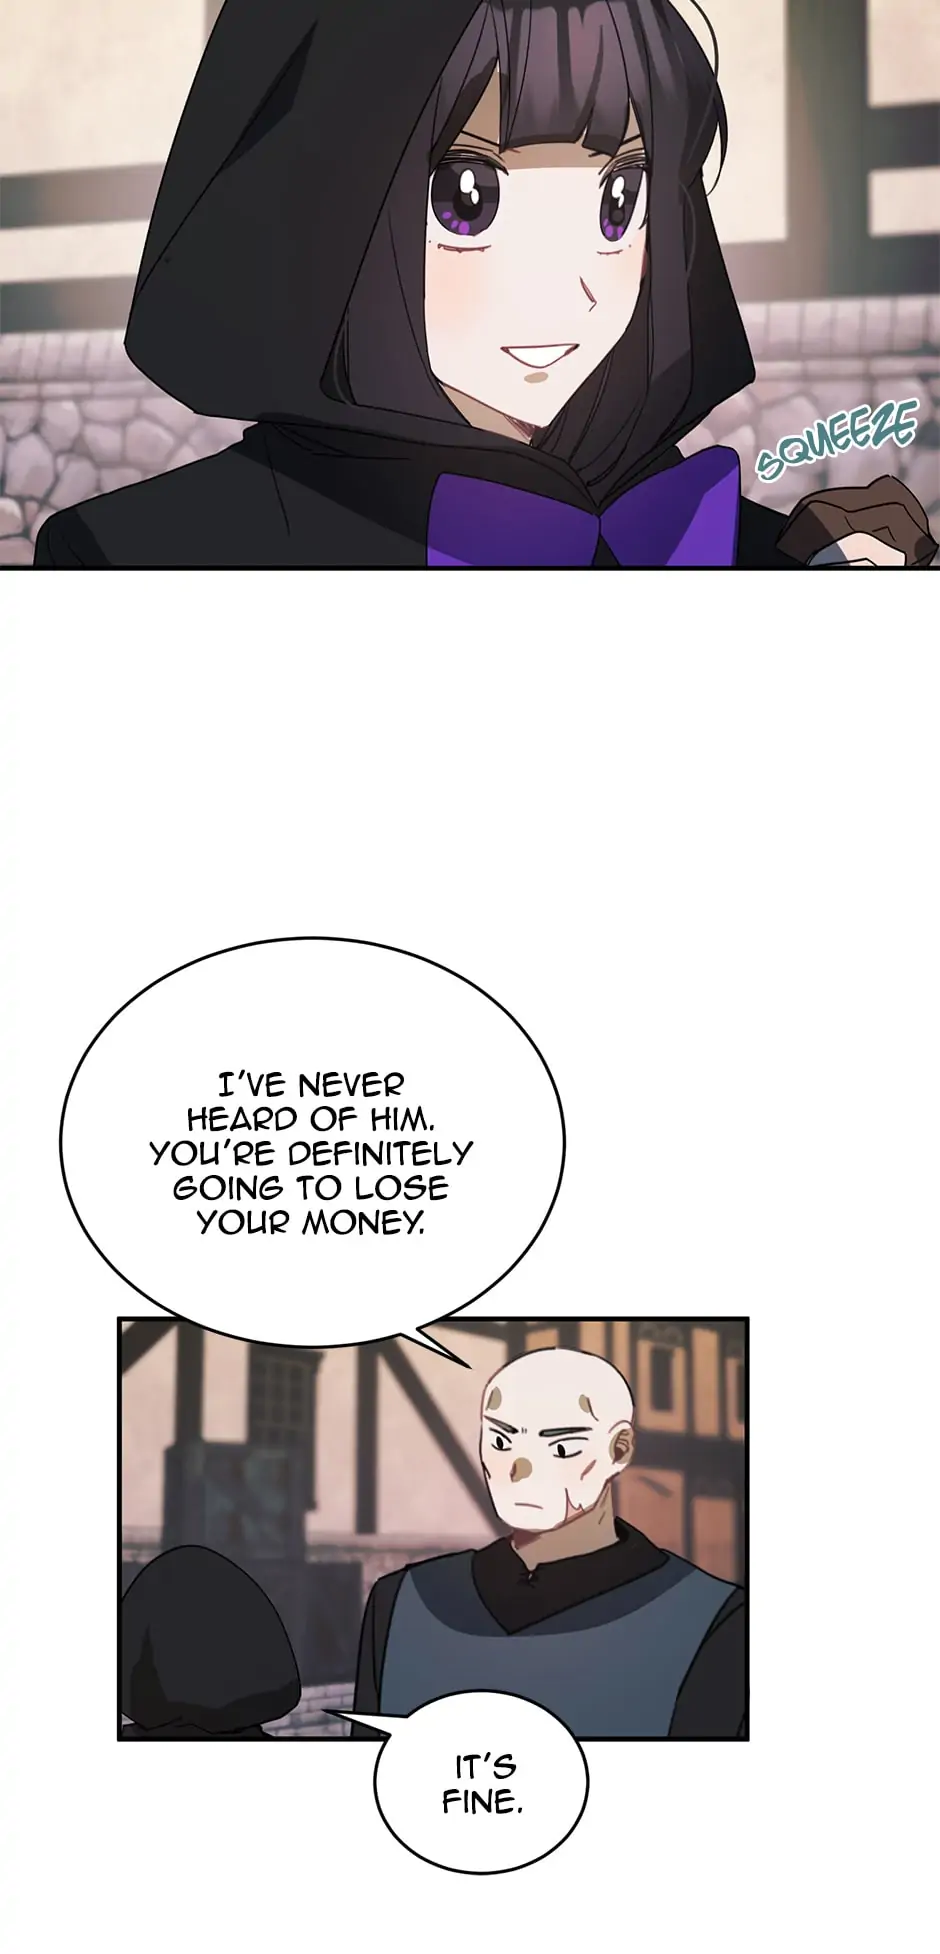 SQUEEZE
I'VE NEVER
HEARD OF HIM.
YOU'RE DEFINITELY
GOING TO LOSE
YOUR MONEY.
IT'S
FINE.